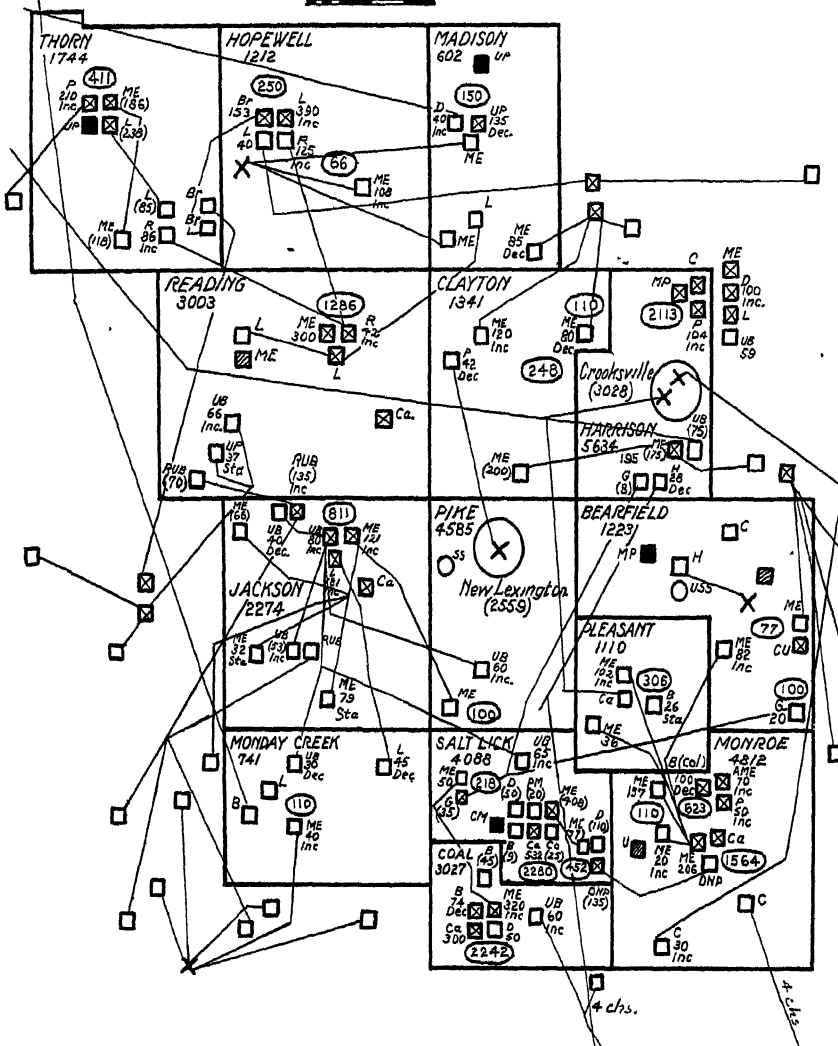 THORN
1744
411
P
210
Inc
ME
(186)
UP
L
(238)
L
(85)
R
86
Inc
ME
(118)
Br
Br
L
HOPEWELL
1212
250
Br
153
L
390
Inc
L
40
R
125
Inc
66
ME
108
Inc
MADISON
602
UP
150
D
40
Inc
UP
135
Dec.
ME
L
ME
ME
85
Dec
READING
3003
1286
L
ME
300
R
42
Inc
L
ME
Ca.
UB
66
Inc.
UP
37
Sta
RUB
(70)
RUB
(135)
Inc
CLAYTON
1341
110
ME
80
Dec
ME
120
Inc
P
42
Dec
248
ME
(200)
C
MP
2113
P
104
Inc
ME
D
100
Inc.
L
UB
59
Crooksville
(3028)
HARRISON
5634
195
ME
(175)
UB
(75)
G
(8)
H
28
Dec
ME
(66)
UB
40
Dec.
811
UB
80
Inc
ME
121
Inc
L
Inc
Ca
JACKSON
2274
ME
32
Sta
UB
(53)
Inc
RUB
ME
79
Sta
PIKE
4585
SS
New Lexington
(2559)
UB
60
Inc.
ME
100
BEARFIELD
1223
C
MP
H
USS
77
ME
CU
ME
82
Inc
100
G
20
PLEASANT
1110
ME
102
Inc
306
Ca
B
26
Sta
ME
36
MONDAY CREEK
741
UB
98
Dec
L
45
Dec
L
B
110
ME
40
Inc
SALT LICK
4088
UB
65
Inc
ME
50
218
G
(35)
D
(50)
PM
(20)
ME
(408)
CM
B
(9)
Ca
532
Co
(25)
D
(110)
2280
452
DNP
(135)
COAL
3027
B
(45)
B
74
Dec
ME
320
Inc
Ca
300
D
50
UB
60
Inc
2242
B(Col)
MONROE
4812
ME
197
100
Dec
AME
70
Inc
110
623
P
50
Inc
U
ME
20
Inc
ME
206
Ca
1564
DNP
C
C
30
Inc
4 chs.
4 chs